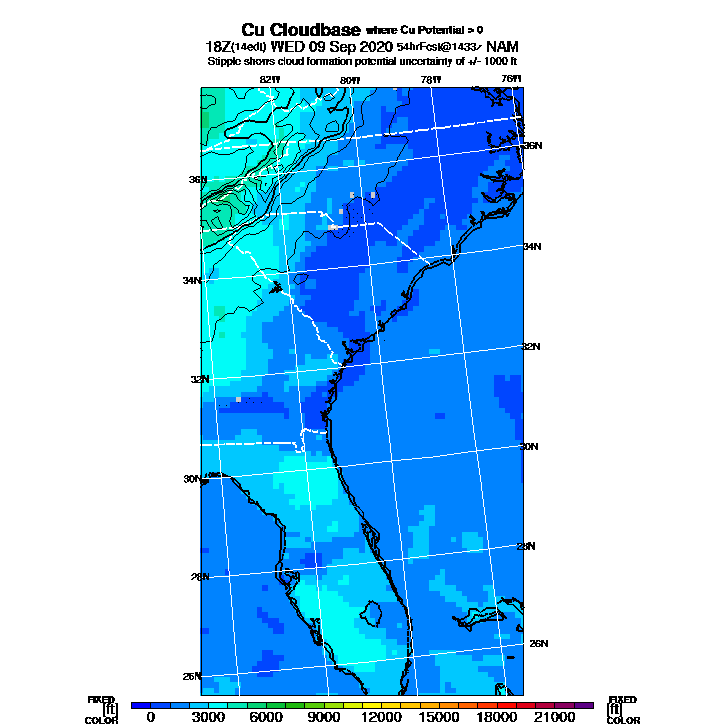 Cu Cloudbase where Cu Potential > 0
18Z(14edt) WED 09 Sep 2020 54hrFcst@1433z NAM
Stipple shows cloud formation potential uncertainty of +/- 1000 ft
82W 80W 78W 76W
36N
36N
34N
34N
32N
32N
30N
30N
28N
28N
26N
26N
FIXED FIXED
[ft] [ft]
COLOR COLOR
0 3000 6000 9000 12000 15000 18000 21000